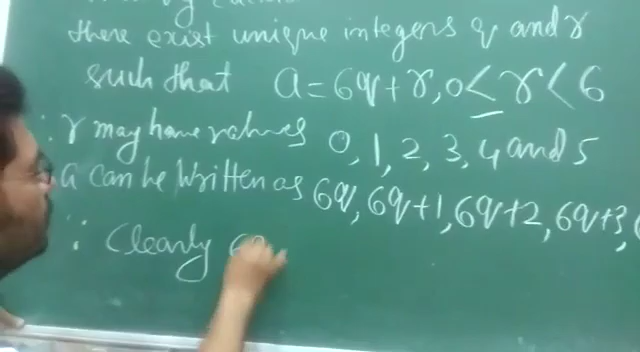 there exist unique integers q and r
such that a = 6q + r, 0 ≤ r < 6
∴ r may have values 0, 1, 2, 3, 4 and 5
a can be written as 6q, 6q+1, 6q+2, 6q+3,
∴ Clearly 6q